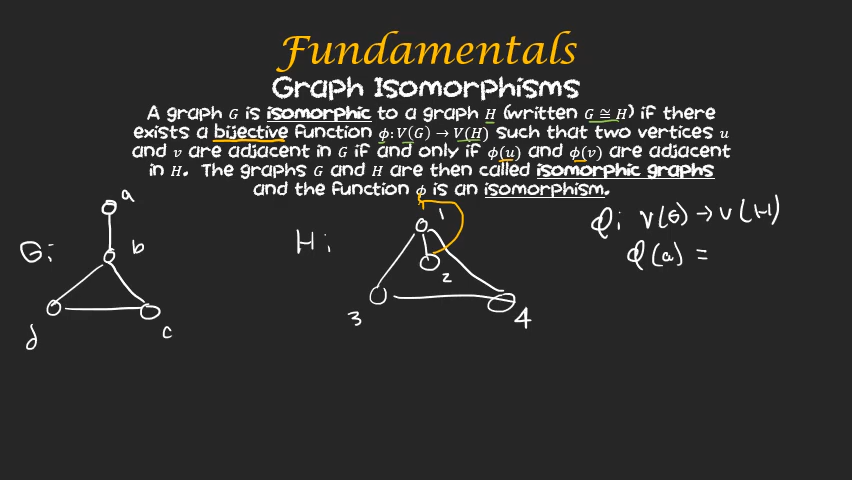 Fundamentals
Graph Isomorphisms
A graph G is isomorphic to a graph H (written G ≅ H) if there
exists a bijective function ϕ: V(G) → V(H) such that two vertices u
and v are adjacent in G if and only if ϕ(u) and ϕ(v) are adjacent
in H. The graphs G and H are then called isomorphic graphs
and the function ϕ is an isomorphism.
a
G:
b
d
c
H:
1
2
3
4
φ: V(G) → V(H)
φ(a) =